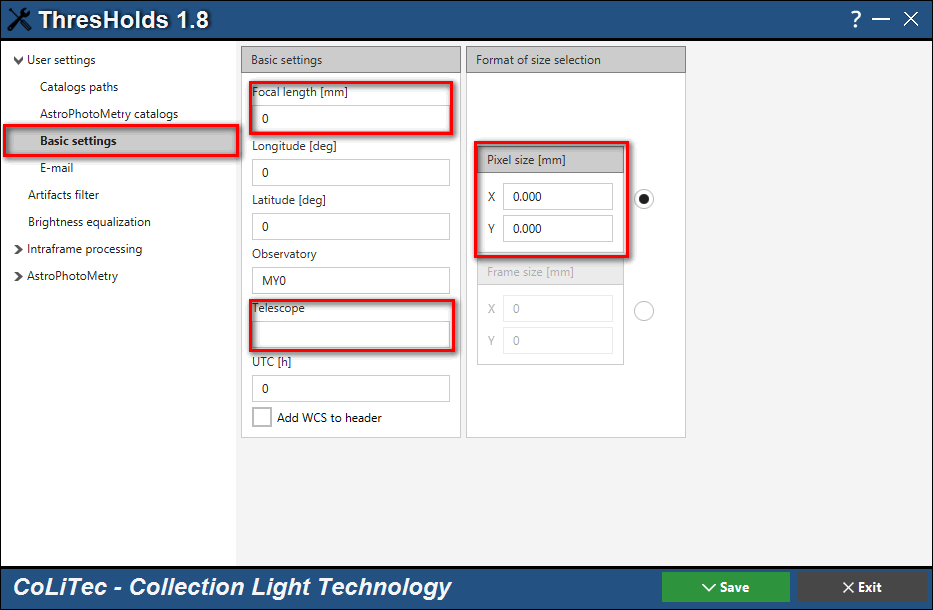 ThresHolds 1.8
?
User settings
Catalogs paths
AstroPhotoMetry catalogs
Basic settings
E-mail
Artifacts filter
Brightness equalization
Intraframe processing
AstroPhotoMetry
Basic settings
Focal length [mm]
0
Longitude [deg]
0
Latitude [deg]
0
Observatory
MY0
Telescope
UTC [h]
0
Add WCS to header
Format of size selection
Pixel size [mm]
X 0.000
Y 0.000
Frame size [mm]
X 0
Y 0
CoLiTec - Collection Light Technology
Save
Exit